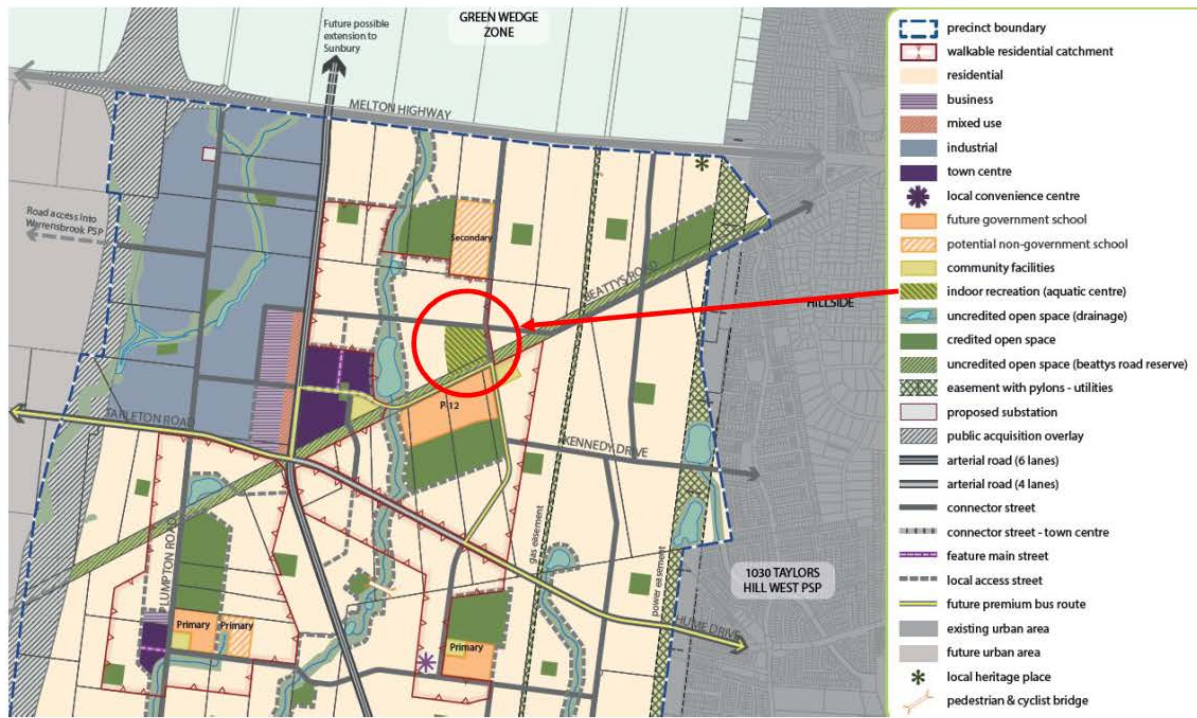 Future possible
extension to
Sunbury
GREEN WEDGE
ZONE
MELTON HIGHWAY
Road access into
Warrensbrook PSP
Secondary
BEATTYS ROAD
HILLSIDE
TARLETON ROAD
P-12
KENNEDY DRIVE
PLUMPTON ROAD
gas easement
power easement
1030 TAYLORS
HILL WEST PSP
HUME DRIVE
Primary
Primary
Primary
precinct boundary
walkable residential catchment
residential
business
mixed use
industrial
town centre
local convenience centre
future government school
potential non-government school
community facilities
indoor recreation (aquatic centre)
uncredited open space (drainage)
credited open space
uncredited open space (beattys road reserve)
easement with pylons - utilities
proposed substation
public acquisition overlay
arterial road (6 lanes)
arterial road (4 lanes)
connector street
connector street - town centre
feature main street
local access street
future premium bus route
existing urban area
future urban area
local heritage place
pedestrian & cyclist bridge